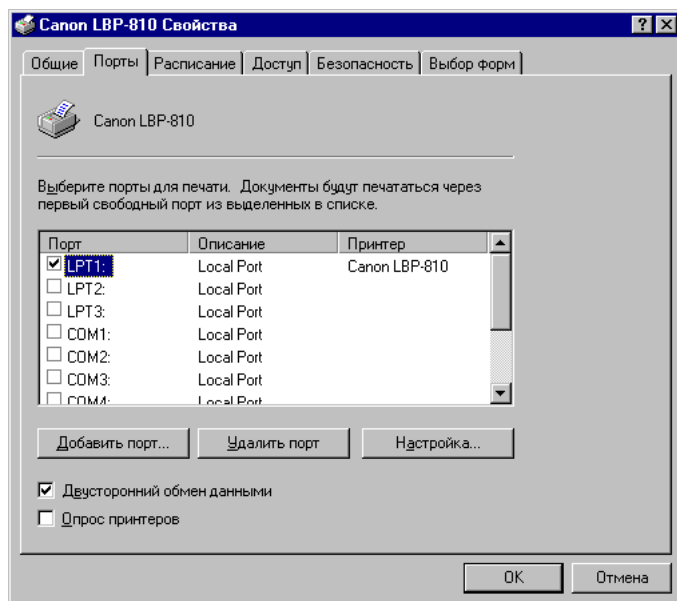 Canon LBP-810 Свойства
Общие Порты Расписание Доступ Безопасность Выбор форм
Canon LBP-810
Выберите порты для печати. Документы будут печататься через
первый свободный порт из выделенных в списке.
Порт Описание Принтер
LPT1: Local Port Canon LBP-810
LPT2: Local Port
LPT3: Local Port
COM1: Local Port
COM2: Local Port
COM3: Local Port
COM4: Local Port
Добавить порт... Удалить порт Настройка...
Двусторонний обмен данными
Опрос принтеров
OK Отмена